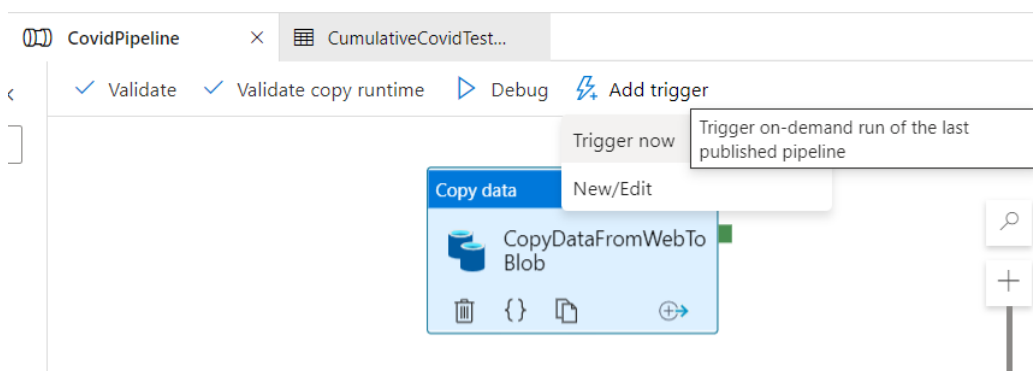 CovidPipeline
CumulativeCovidTest...
Validate
Validate copy runtime
Debug
Add trigger
Trigger now
Trigger on-demand run of the last
published pipeline
New/Edit
Copy data
CopyDataFromWebTo
Blob